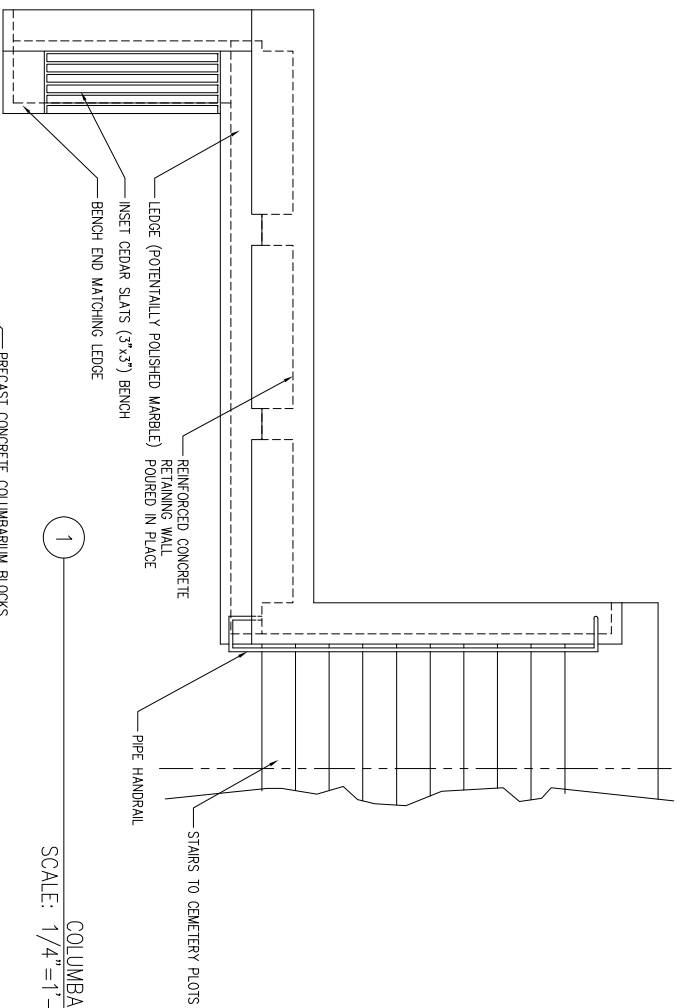 STAIRS TO CEMETERY PLOTS
PIPE HANDRAIL
REINFORCED CONCRETE
RETAINING WALL
POURED IN PLACE
LEDGE (POTENTAILLY POLISHED MARBLE)
INSET CEDAR SLATS (3"x3") BENCH
BENCH END MATCHING LEDGE
1
COLUMBA
SCALE: 1/4"=1'-
PRECAST CONCRETE COLUMBARIUM BLOCKS